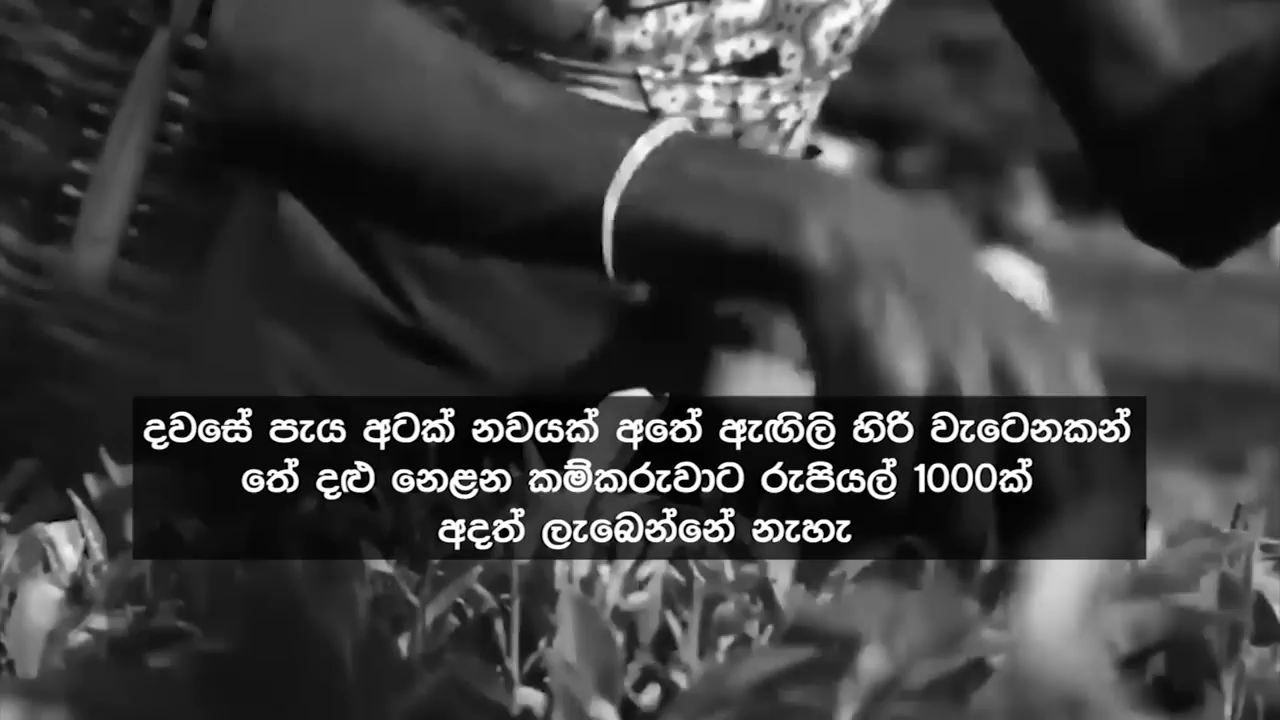 දවසේ පැය අටක් නවයක් අතේ ඇඟිලි හිරි වැටෙනකන්
තේ දළු නෙළන කම්කරුවාට රුපියල් 1000ක්
අදත් ලැබෙන්නේ නැහැ